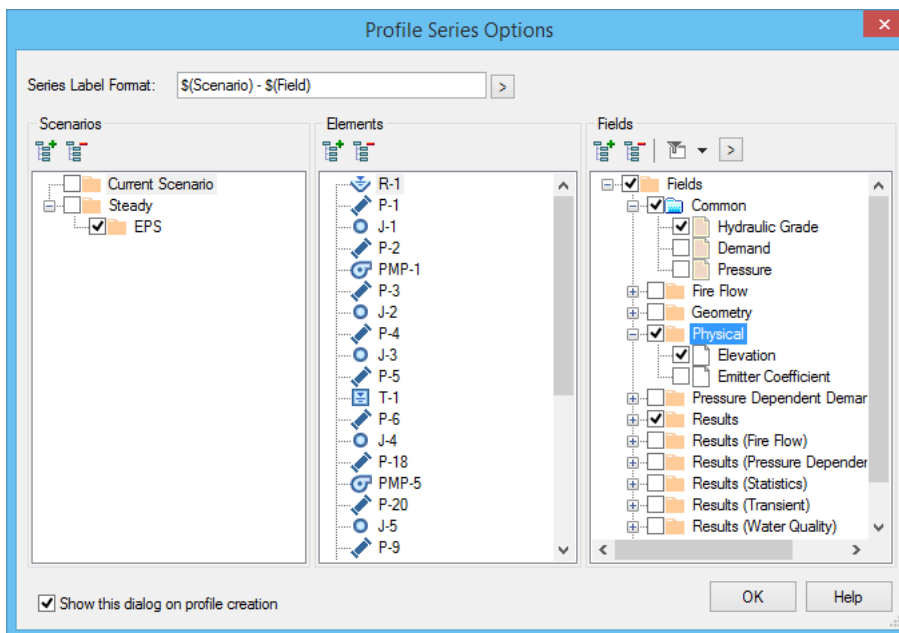 Profile Series Options
Series Label Format: $(Scenario) - $(Field) >
Scenarios
Current Scenario
Steady
EPS
Elements
R-1
P-1
J-1
P-2
PMP-1
P-3
J-2
P-4
J-3
P-5
T-1
P-6
J-4
P-18
PMP-5
P-20
J-5
P-9
Fields
>
Fields
Common
Hydraulic Grade
Demand
Pressure
Fire Flow
Geometry
Physical
Elevation
Emitter Coefficient
Pressure Dependent Demar
Results
Results (Fire Flow)
Results (Pressure Depender
Results (Statistics)
Results (Transient)
Results (Water Quality)
Show this dialog on profile creation
OK
Help